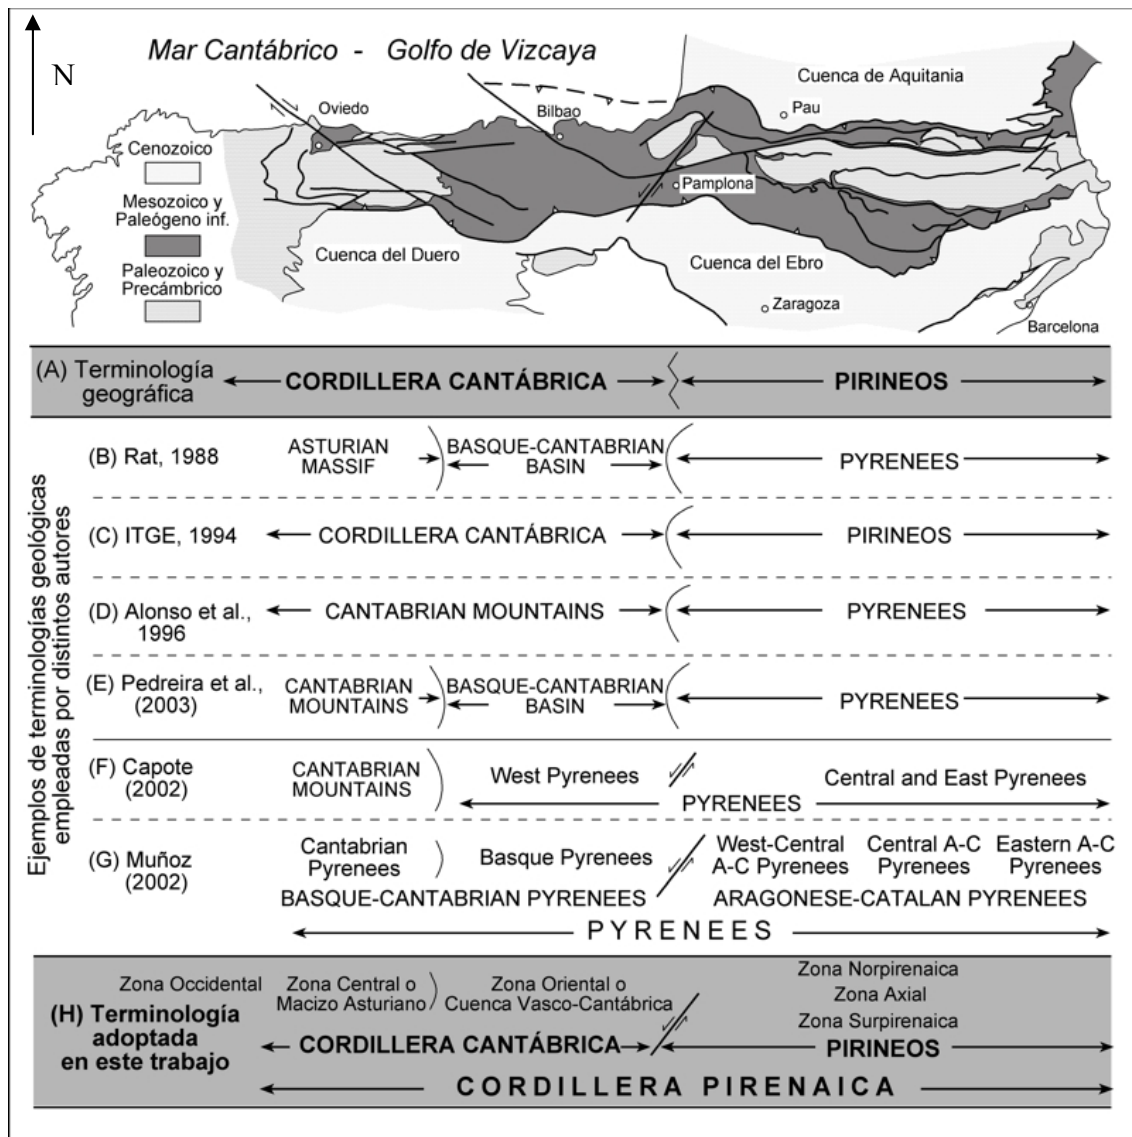 N
Mar Cantábrico - Golfo de Vizcaya
Cuenca de Aquitania
Oviedo
Bilbao
Pau
Cenozoico
Mesozoico y
Paleógeno inf.
Pamplona
Paleozoico y
Precámbrico
Cuenca del Duero
Cuenca del Ebro
Zaragoza
Barcelona
(A) Terminología
geográfica
CORDILLERA CANTÁBRICA
PIRINEOS
Ejemplos de terminologías geológicas
empleadas por distintos autores
(B) Rat, 1988
ASTURIAN
MASSIF
BASQUE-CANTABRIAN
BASIN
PYRENEES
(C) ITGE, 1994
CORDILLERA CANTÁBRICA
PIRINEOS
(D) Alonso et al.,
1996
CANTABRIAN MOUNTAINS
PYRENEES
(E) Pedreira et al.,
(2003)
CANTABRIAN
MOUNTAINS
BASQUE-CANTABRIAN
BASIN
PYRENEES
(F) Capote
(2002)
CANTABRIAN
MOUNTAINS
West Pyrenees
Central and East Pyrenees
PYRENEES
(G) Muñoz
(2002)
Cantabrian
Pyrenees
Basque Pyrenees
West-Central
A-C Pyrenees
Central A-C
Pyrenees
Eastern A-C
Pyrenees
BASQUE-CANTABRIAN PYRENEES
ARAGONESE-CATALAN PYRENEES
PYRENEES
(H) Terminología
adoptada
en este trabajo
Zona Occidental
Zona Central o
Macizo Asturiano
Zona Oriental o
Cuenca Vasco-Cantábrica
Zona Norpirenaica
Zona Axial
Zona Surpirenaica
CORDILLERA CANTÁBRICA
PIRINEOS
CORDILLERA PIRENAICA